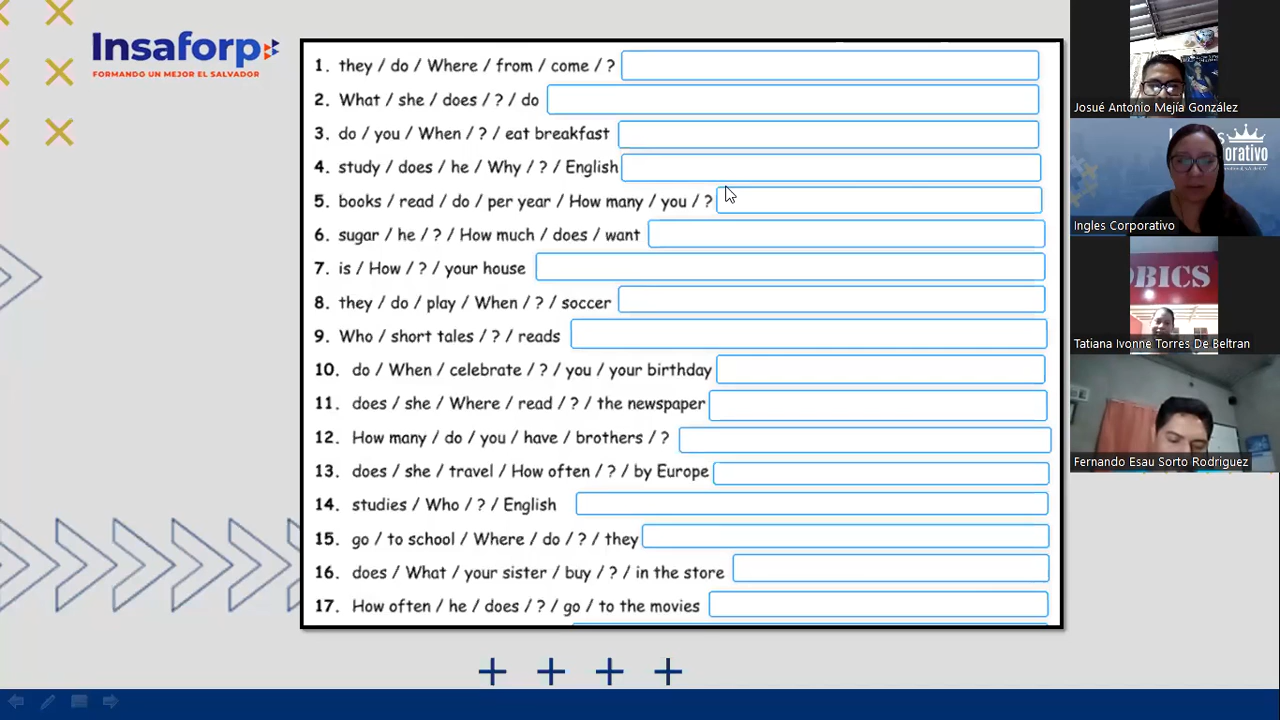 Insaforp
FORMANDO UN MEJOR EL SALVADOR
1. they / do / Where / from / come / ?
2. What / she / does / ? / do
3. do / you / When / ? / eat breakfast
4. study / does / he / Why / ? / English
5. books / read / do / per year / How many / you / ?
6. sugar / he / ? / How much / does / want
7. is / How / ? / your house
8. they / do / play / When / ? / soccer
9. Who / short tales / ? / reads
10. do / When / celebrate / ? / you / your birthday
11. does / she / Where / read / ? / the newspaper
12. How many / do / you / have / brothers / ?
13. does / she / travel / How often / ? / by Europe
14. studies / Who / ? / English
15. go / to school / Where / do / ? / they
16. does / What / your sister / buy / ? / in the store
17. How often / he / does / ? / go / to the movies
Josué Antonio Mejía González
Ingles Corporativo
OBICS
Tatiana Ivonne Torres De Beltran
Fernando Esau Sorto Rodriguez